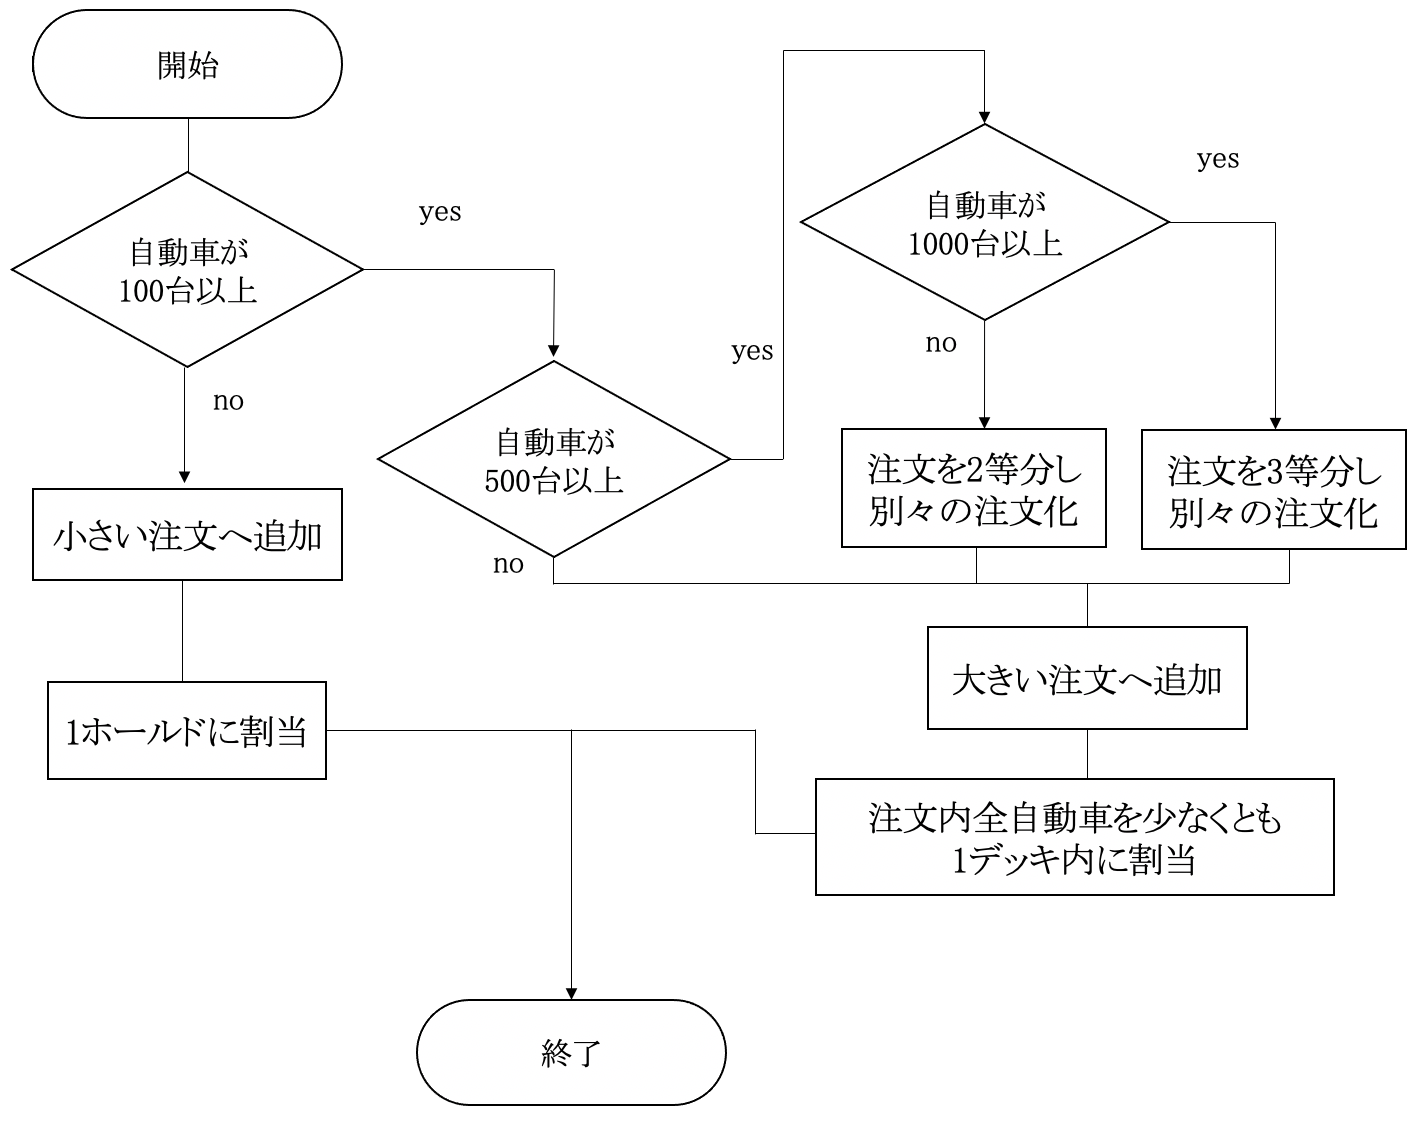 開始
自動車が
100台以上
yes
no
自動車が
500台以上
yes
no
自動車が
1000台以上
yes
no
注文を2等分し
別々の注文化
注文を3等分し
別々の注文化
小さい注文へ追加
大きい注文へ追加
1ホールドに割当
注文内全自動車を少なくとも
1デッキ内に割当
終了